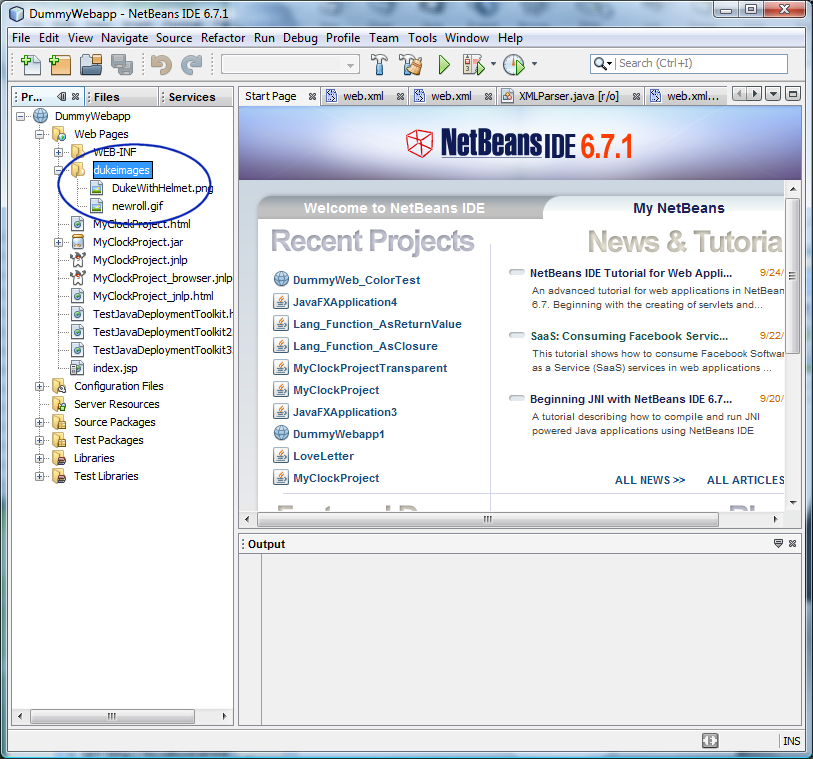 DummyWebapp - NetBeans IDE 6.7.1
File Edit View Navigate Source Refactor Run Debug Profile Team Tools Window Help
Search (Ctrl+I)
Pr... Files Services
DummyWebapp
Web Pages
WEB-INF
dukeimages
DukeWithHelmet.png
newroll.gif
MyClockProject.html
MyClockProject.jar
MyClockProject.jnlp
MyClockProject_browser.jnlp
MyClockProject_jnlp.html
TestJavaDeploymentToolkit.h
TestJavaDeploymentToolkit2.
TestJavaDeploymentToolkit3.
index.jsp
Configuration Files
Server Resources
Source Packages
Test Packages
Libraries
Test Libraries
Start Page web.xml web.xml XMLParser.java [r/o] web.xml...
NetBeans IDE 6.7.1
Welcome to NetBeans IDE
My NetBeans
Recent Projects
DummyWeb_ColorTest
JavaFXApplication4
Lang_Function_AsReturnValue
Lang_Function_AsClosure
MyClockProjectTransparent
MyClockProject
JavaFXApplication3
DummyWebapp1
LoveLetter
MyClockProject
News & Tutoria
NetBeans IDE Tutorial for Web Appli... 9/24/
An advanced tutorial for web applications in NetBean
6.7. Beginning with the creating of servlets and...
SaaS: Consuming Facebook Servic... 9/22/
This tutorial shows how to consume Facebook Softwar
as a Service (SaaS) services in web applications ...
Beginning JNI with NetBeans IDE 6.7... 9/20/
A tutorial describing how to compile and run JNI
powered Java applications using NetBeans IDE
ALL NEWS >> ALL ARTICLES
Output
INS